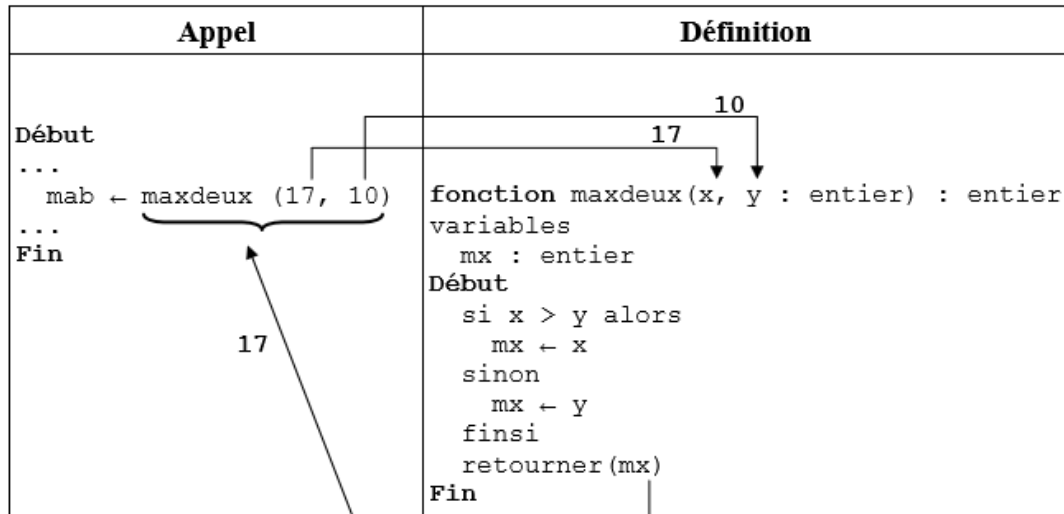 Appel
Définition
10
17
Début
...
mab ← maxdeux (17, 10)
...
Fin
17
fonction maxdeux(x, y : entier) : entier
variables
mx : entier
Début
si x > y alors
mx ← x
sinon
mx ← y
finsi
retourner(mx)
Fin